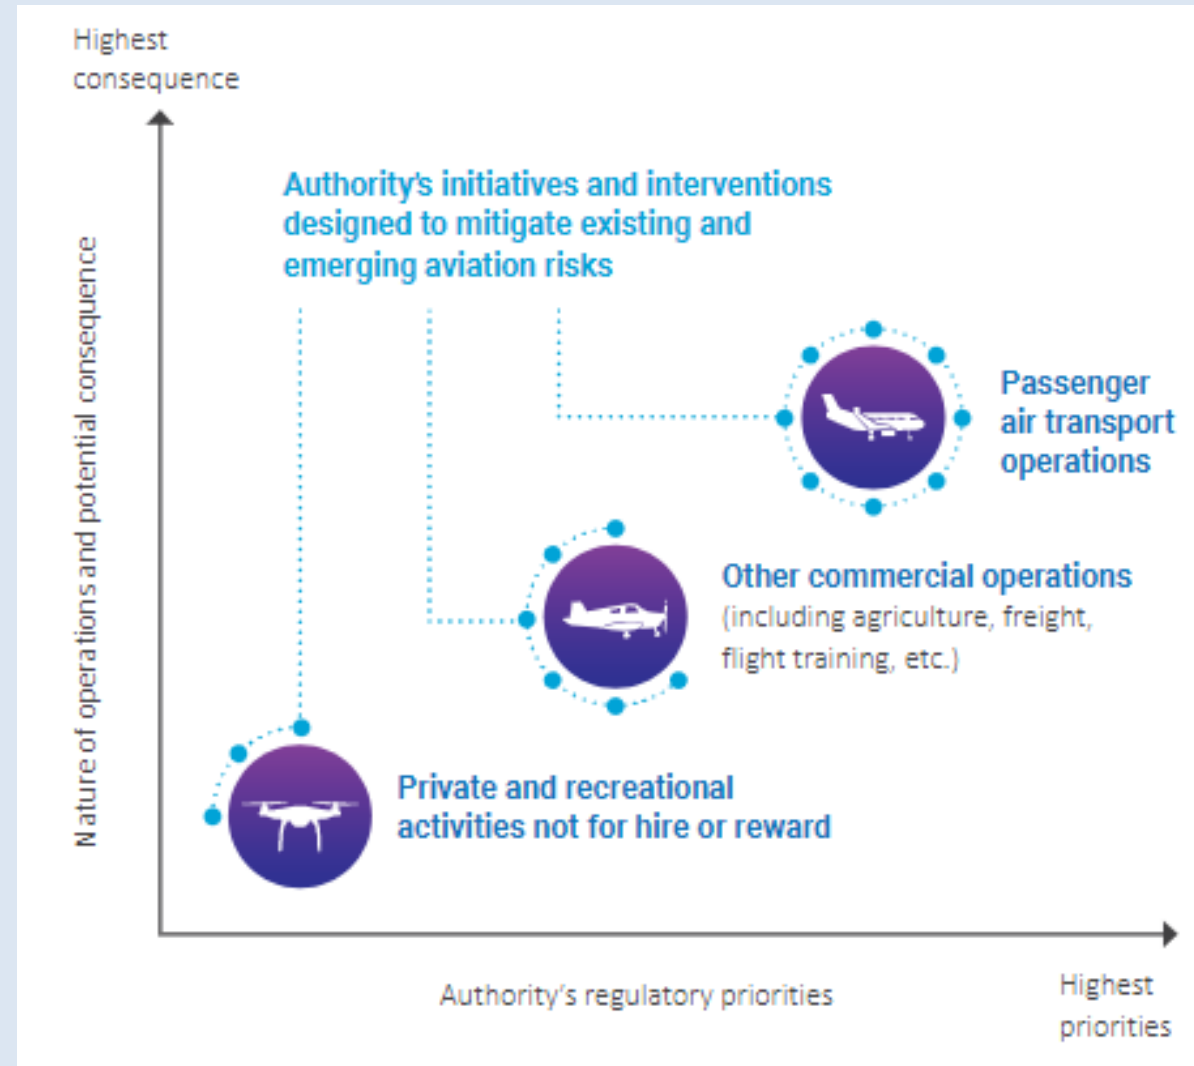 Highest
consequence
Authority's initiatives and interventions
designed to mitigate existing and
emerging aviation risks
Nature of operations and potential consequence
Passenger
air transport
operations
Other commercial operations
(including agriculture, freight,
flight training, etc.)
Private and recreational
activities not for hire or reward
Authority's regulatory priorities
Highest
priorities